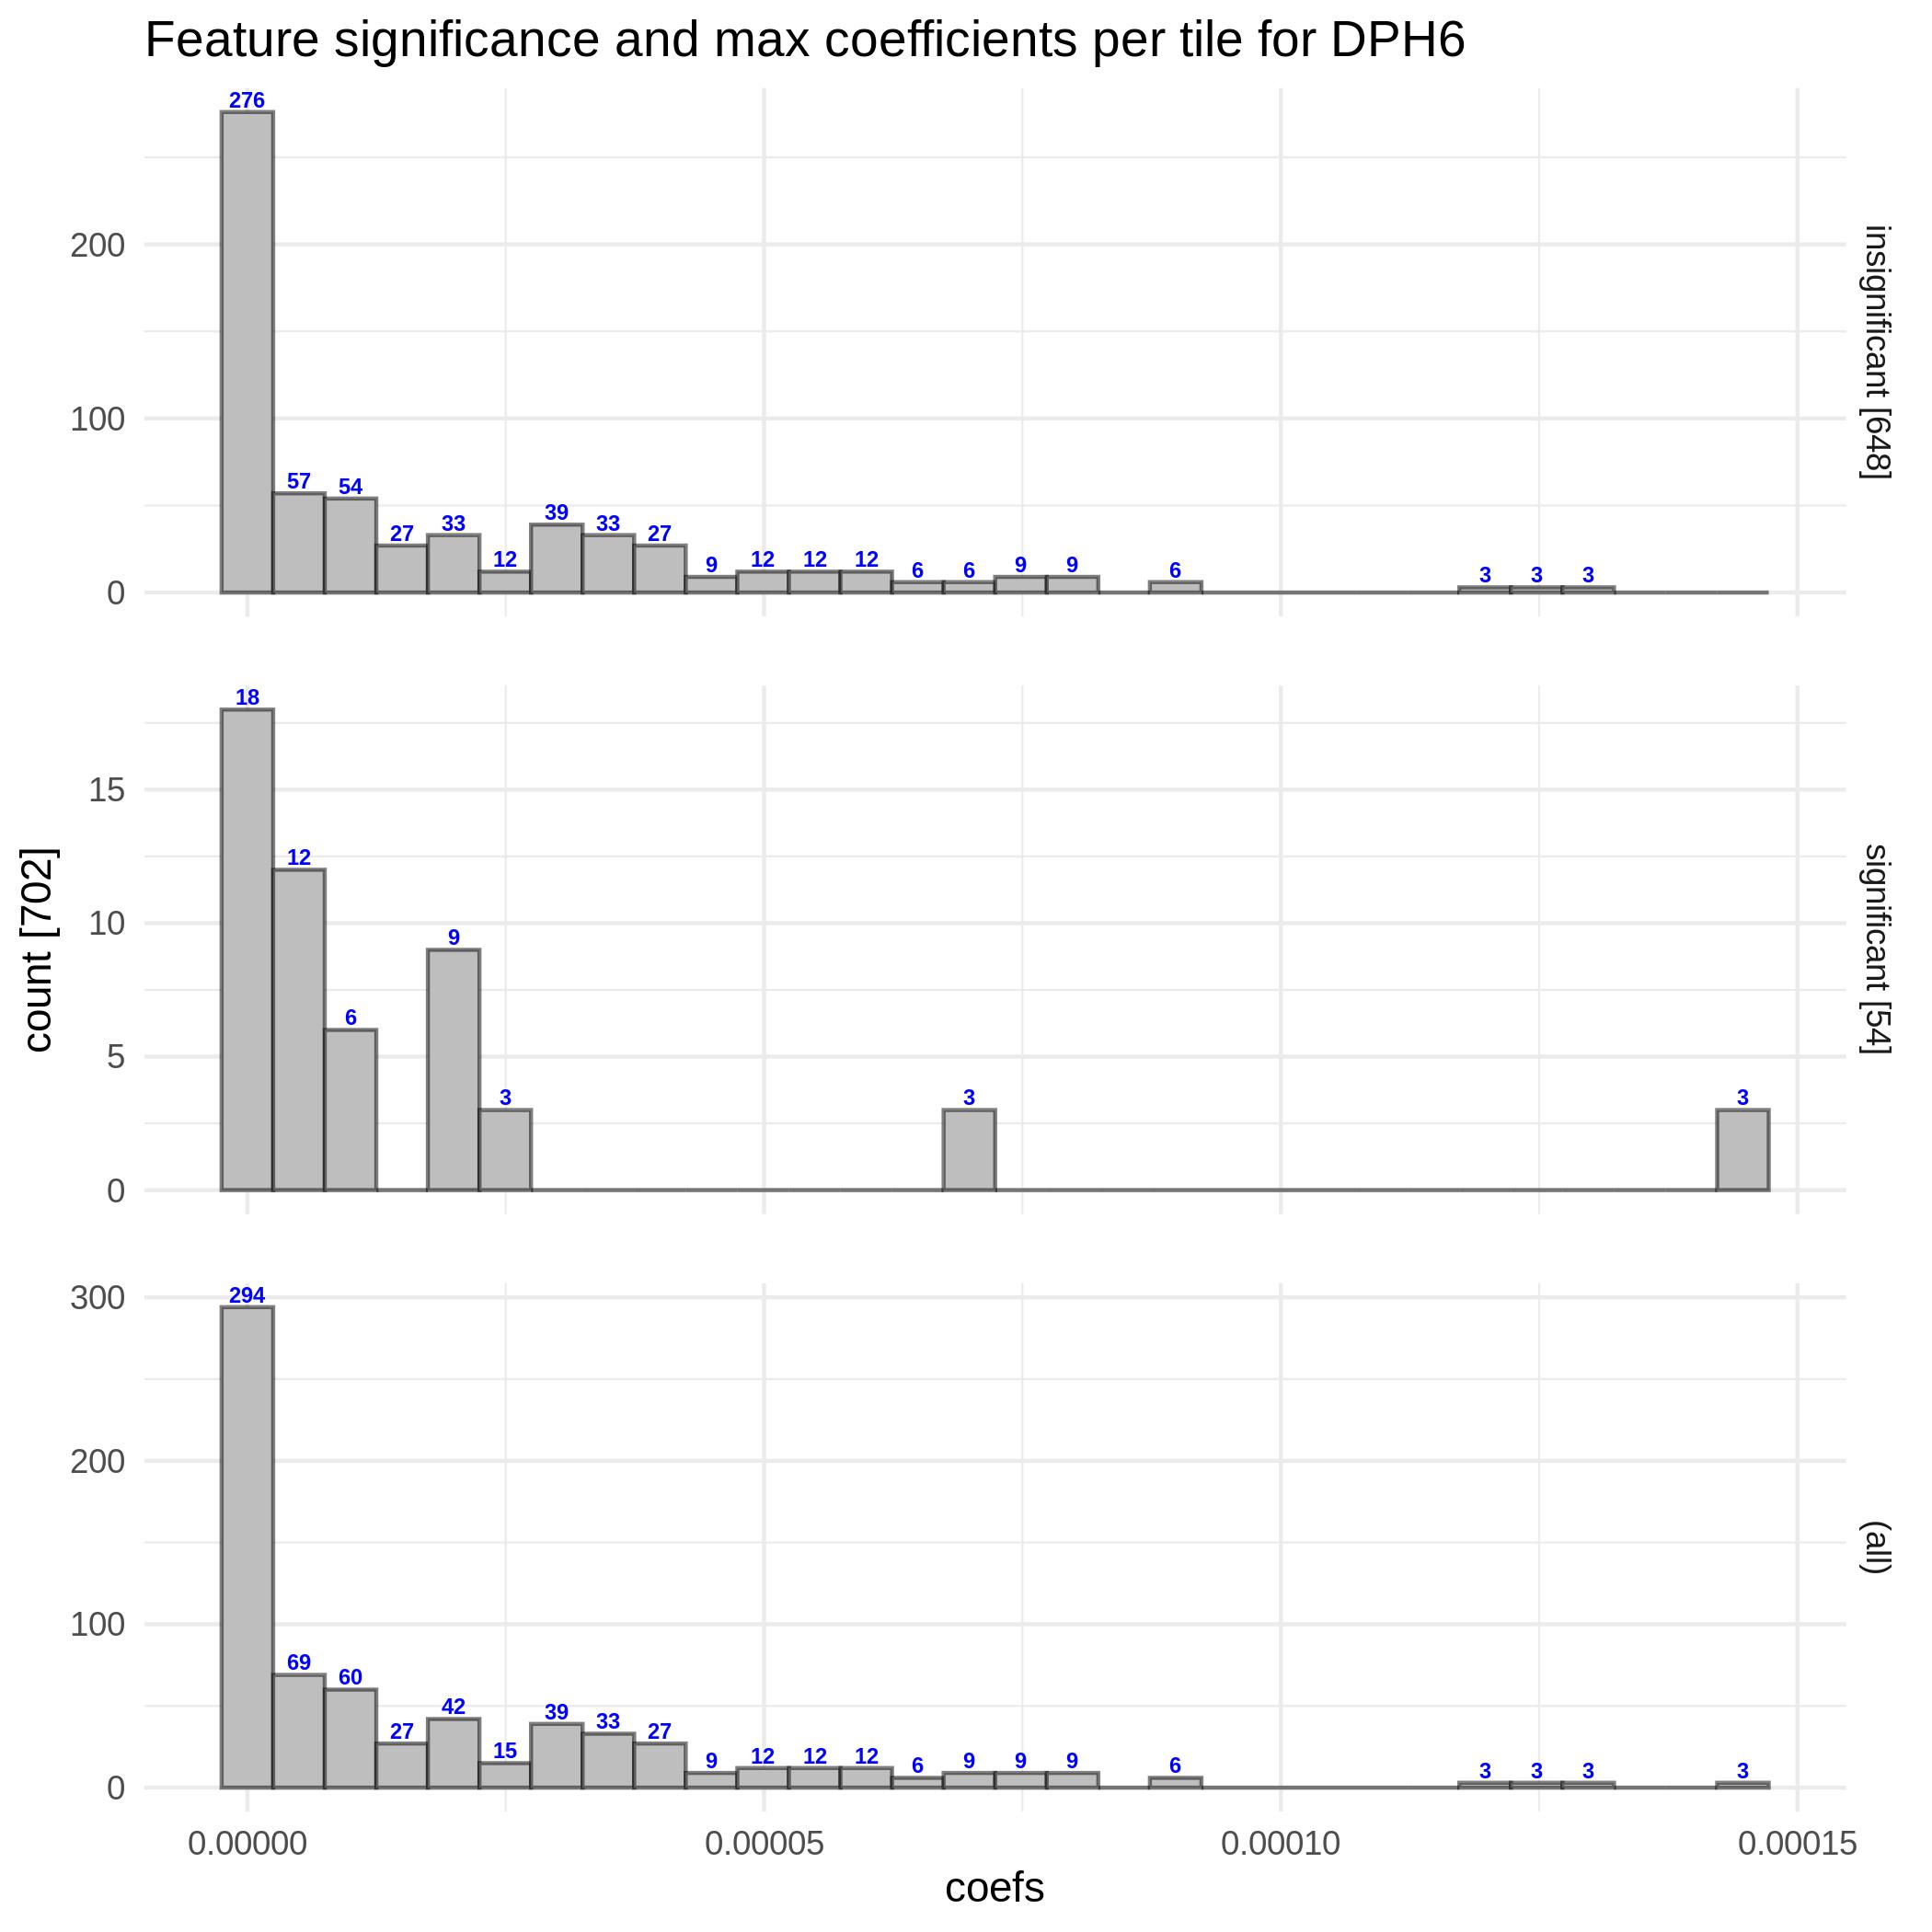 Feature significance and max coefficients per tile for DPH6
276
57 54 27 33 12 39 33 27 9 12 12 12 6 6 9 9 6 3 3 3
200
100
0
insignificant [648]
18
12
6
9
3
3
3
15
10
5
0
significant [54]
count [702]
294
69 60 27 42 15 39 33 27 9 12 12 12 6 9 9 9 6 3 3 3 3
300
200
100
0
(all)
0.00000 0.00005 0.00010 0.00015
coefs